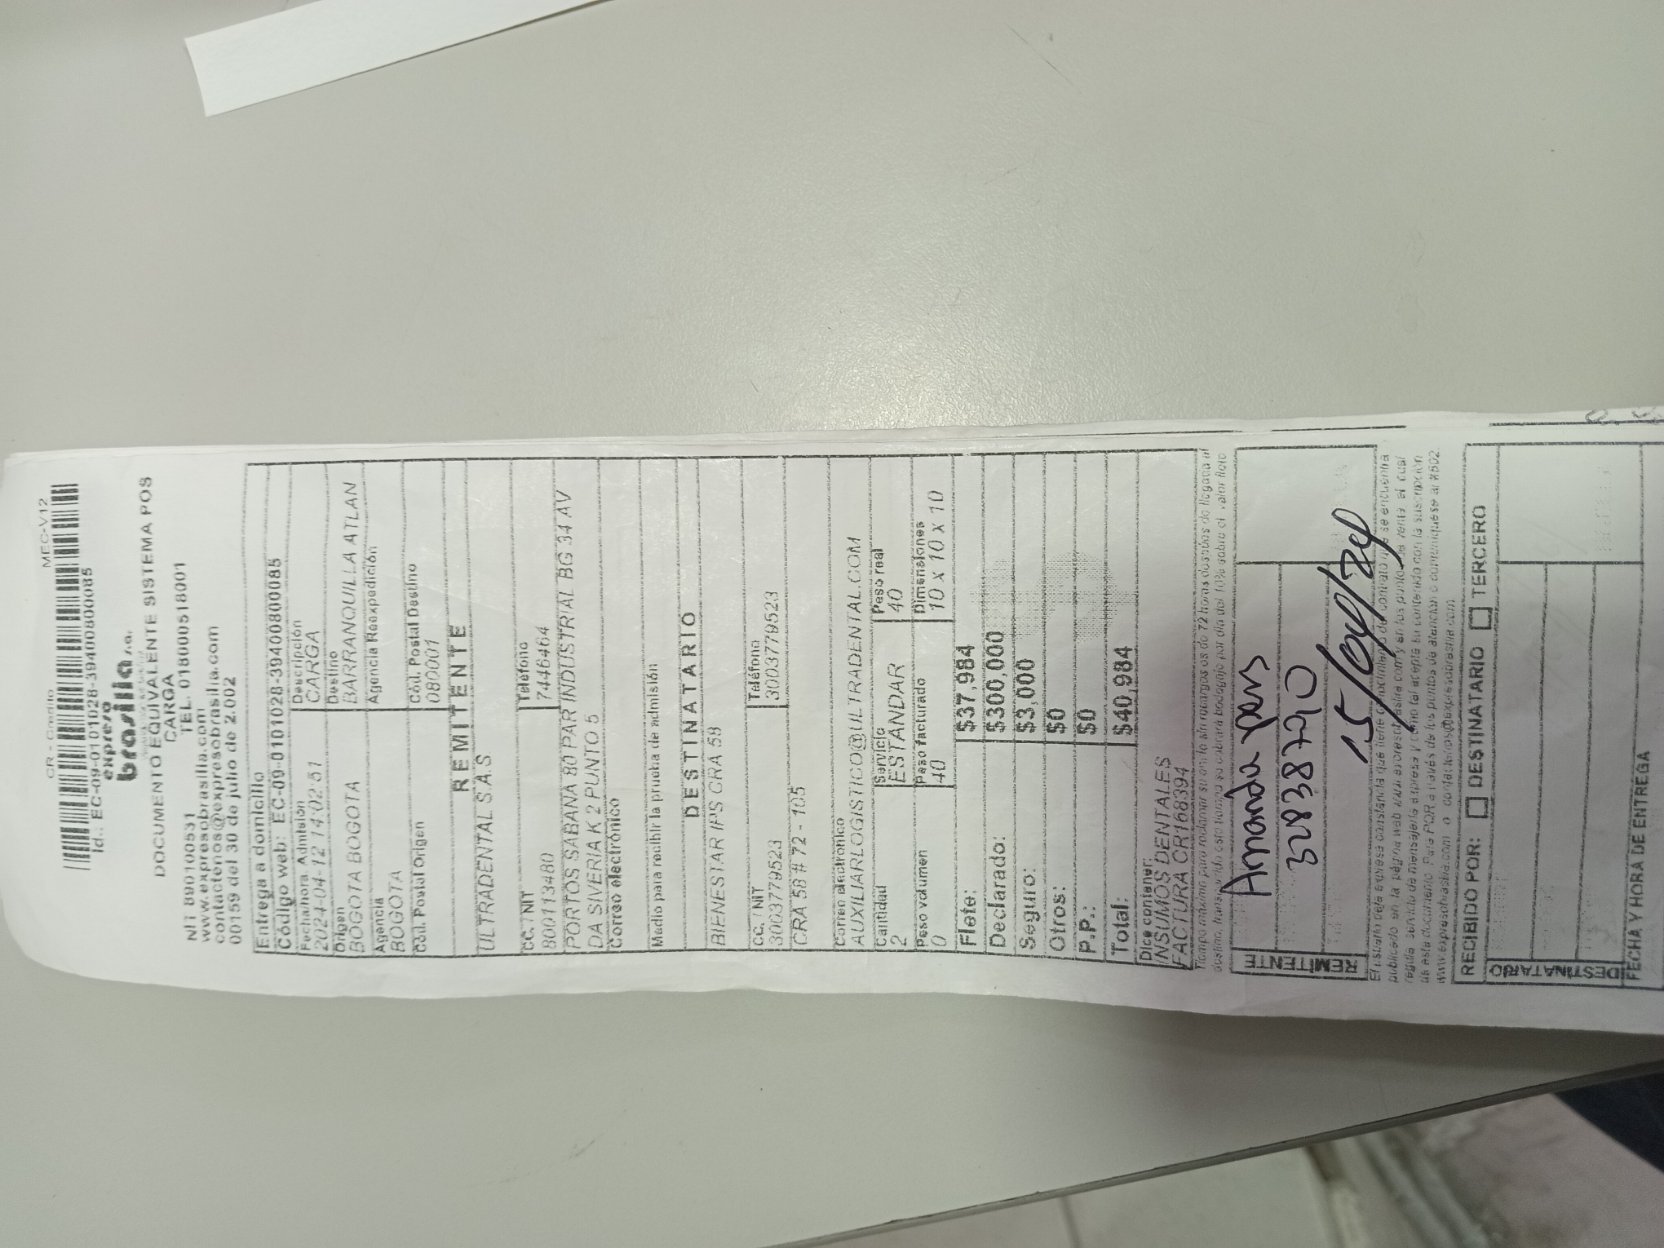 CR - Credito MEC-V12
Id.: EC-09-0101028-3940080085
expreso
brasilia s.a.
DOCUMENTO EQUIVALENTE SISTEMA POS
CARGA
NIT 890100531 TEL. 018000518001
www.expresobrasilia.com
contactenos@expresobrasilia.com
00159 del 30 de julio de 2.002
Entrega a domicilio
Código web: EC-09-0101028-3940080085
Fecha/hora. Admisión Descripción
2024-04-12 14:02:51 CARGA
Origen Destino
BOGOTA BOGOTA BARRANQUILLA ATLAN
Agencia Agencia Reexpedición
BOGOTA
Cód. Postal Origen Cód. Postal Destino
080001
REMITENTE
ULTRADENTAL S.A.S
CC. / NIT Teléfono
800113480 7446464
PORTOS SABANA 80 PAR INDUSTRIAL BG 34 AV
DA SIVERIA K 2 PUNTO 5
Correo electrónico
Medio para recibir la prueba de admisión
DESTINATARIO
BIENESTAR IPS CRA 58
CC. / NIT Teléfono
3003779523 3003779523
CRA 58 # 72 - 105
Correo electrónico
AUXILIARLOGISTICO@ULTRADENTAL.COM
Cantidad Servicio Peso real
2 ESTANDAR 40
Peso volumen Peso facturado Dimensiones
0 40 10 x 10 x 10
Flete: $37,984
Declarado: $300,000
Seguro: $3,000
Otros: $0
P.P.: $0
Total: $40,984
Dice contener:
INSUMOS DENTALES
FACTURA CR168394
REMITENTE
Amanda
15/04/24
RECIBIDO POR: DESTINATARIO TERCERO
DESTINATARIO
FECHA Y HORA DE ENTREGA